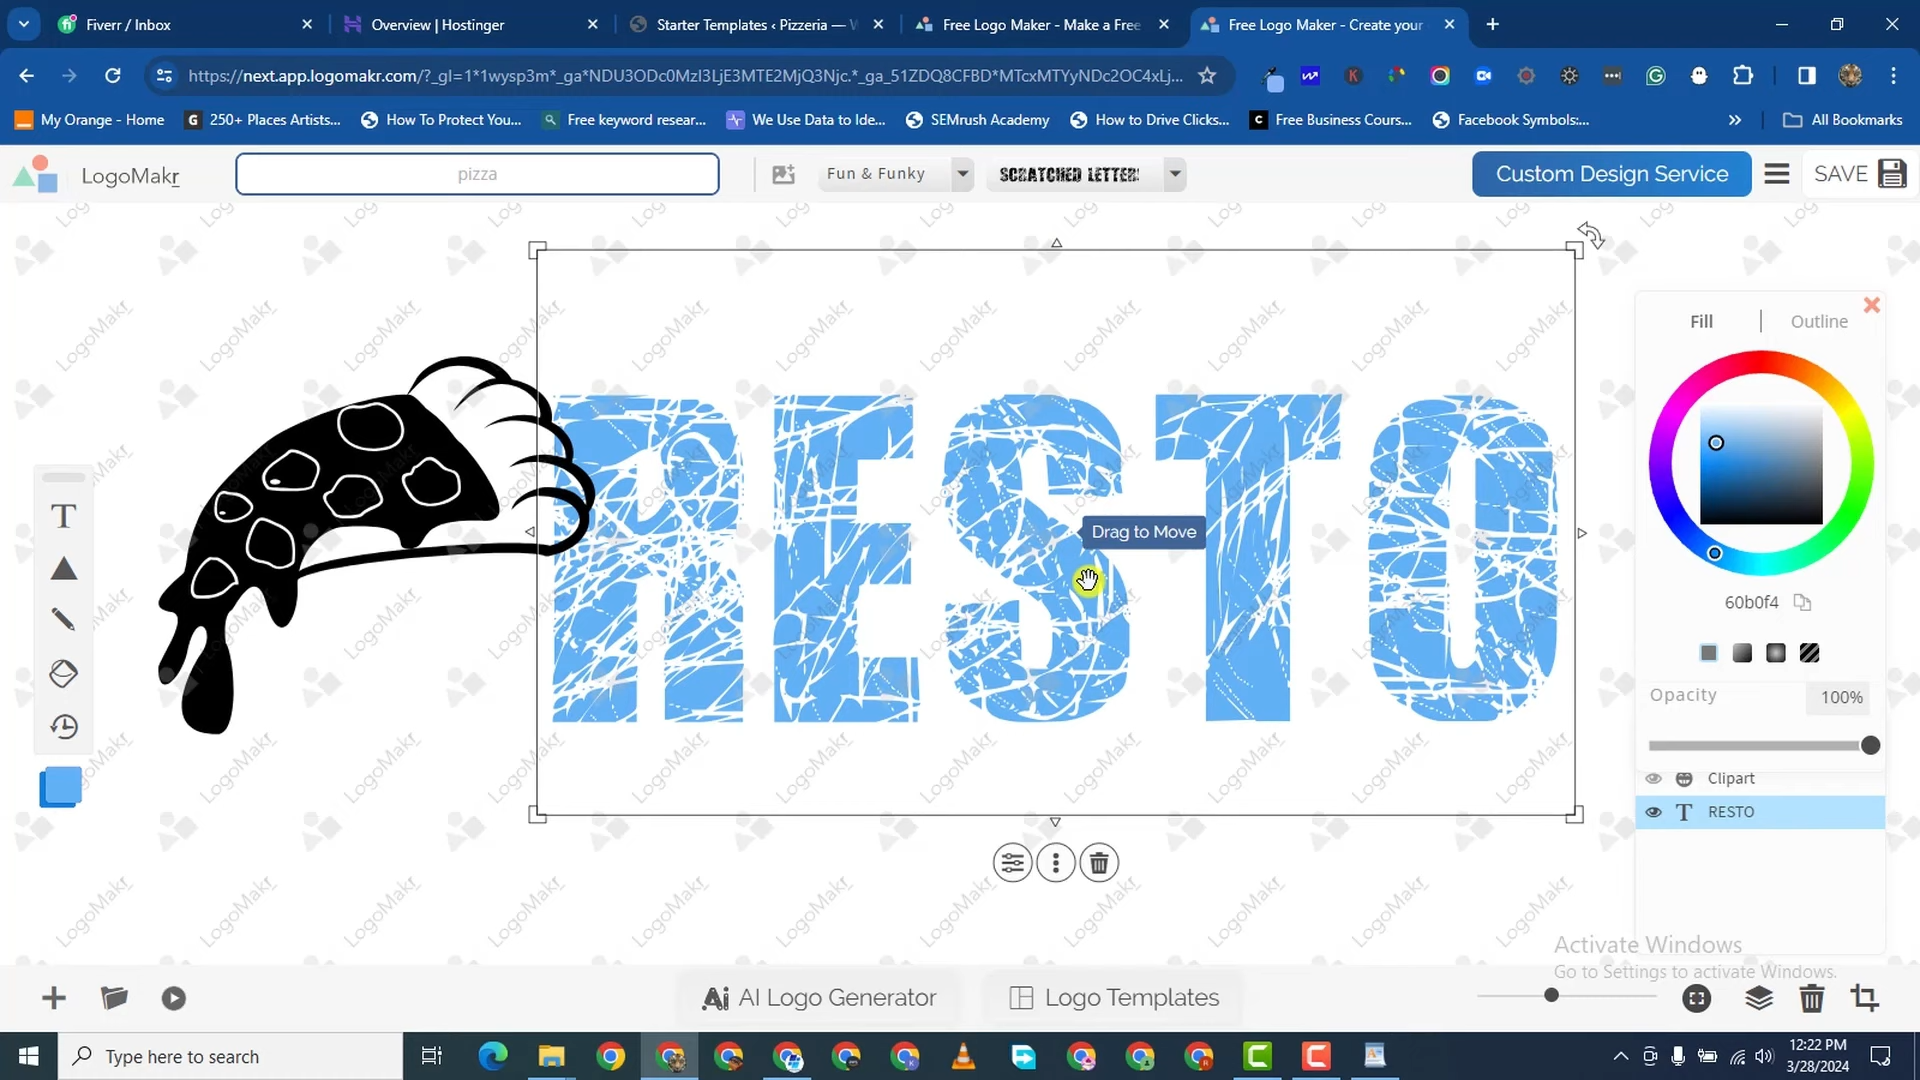 Fiverr / Inbox
Overview | Hostinger
Starter Templates ‹ Pizzeria — W
Free Logo Maker - Make a Free
Free Logo Maker - Create your
https://next.app.logomakr.com/?_gl=1*1wysp3m*_ga*NDU3ODc0MzI3LjE3MTE2MjQ3Njc.*_ga_51ZDQ8CFBD*MTcxMTYyNDc2OC4xLj...
My Orange - Home
250+ Places Artists...
How To Protect You...
Free keyword resear...
We Use Data to Ide...
SEMrush Academy
How to Drive Clicks...
Free Business Cours...
Facebook Symbols:...
»
All Bookmarks
LogoMakr
pizza
Fun & Funky
SCRATCHED LETTERS
Custom Design Service
SAVE
RESTO
Drag to Move
Fill | Outline
60b0f4
Opacity 100%
Clipart
T RESTO
T
LogoMakr
Activate Windows
Go to Settings to activate Windows.
Ai AI Logo Generator
Logo Templates
Type here to search
12:22 PM
3/28/2024